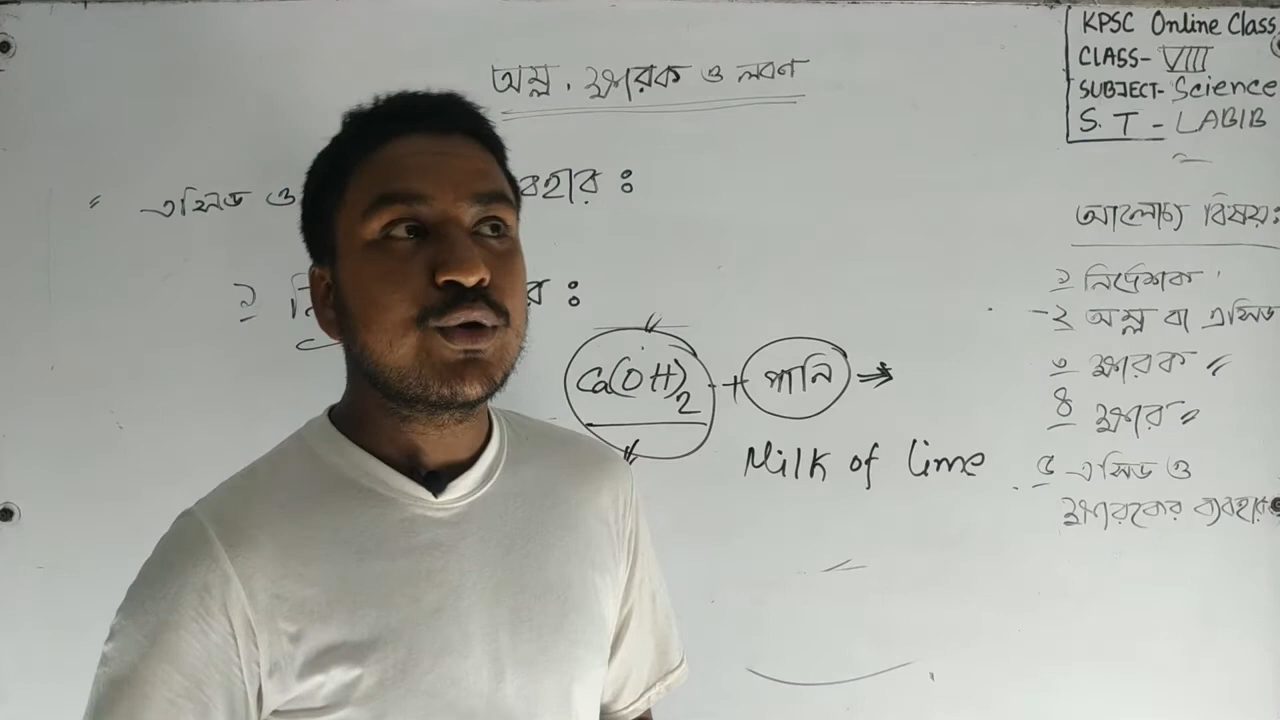 অম্ল, ক্ষারক ও লবণ
KPSC Online Class
CLASS- VIII
SUBJECT- Science
S. T - LABIB
" এসিড ও
আলোচ্য বিষয়:
১ নির্দেশক
২ অম্ল বা এসিড
৩ ক্ষারক "
৪ ক্ষার "
৫ এসিড ও
ক্ষারকের ব্যবহার
Ca(OH)2 + পানি →
Milk of lime